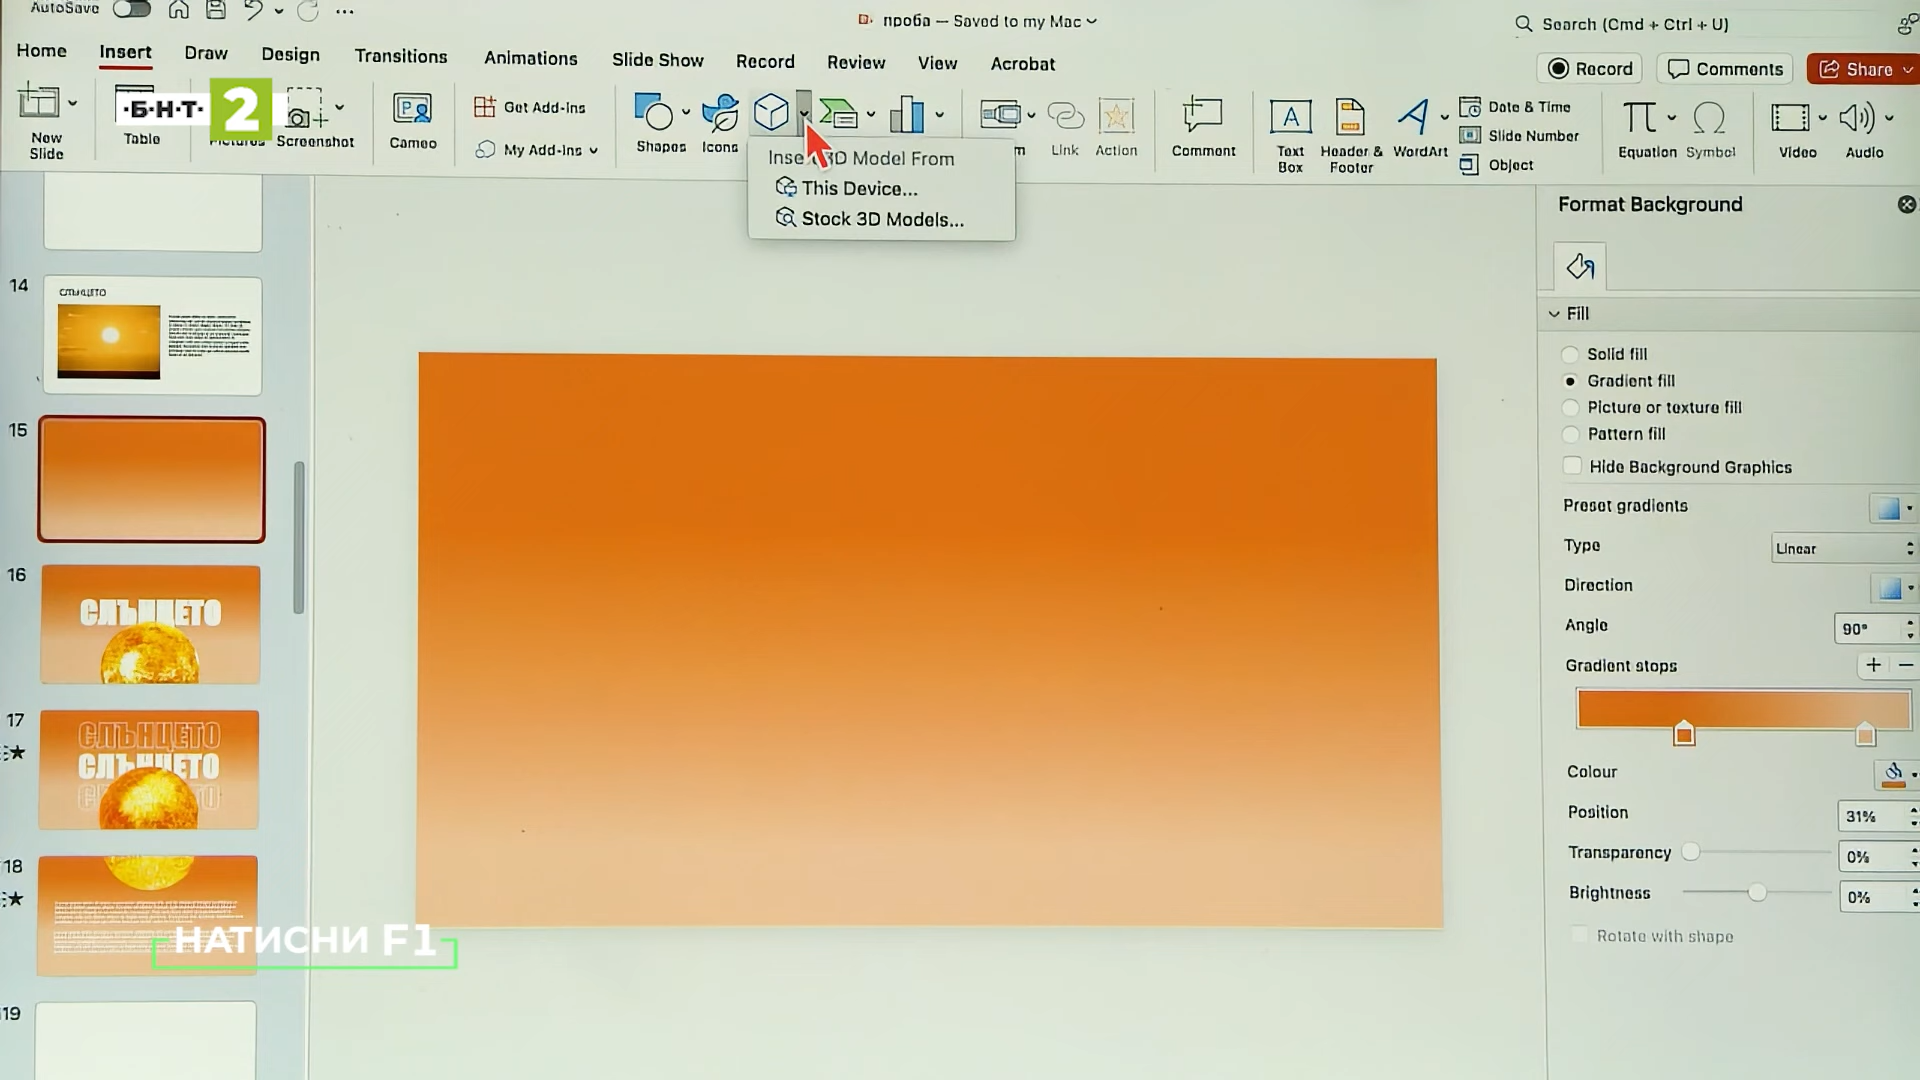 AutoSave
проба – Saved to my Mac
Search (Cmd + Ctrl + U)
Home
Insert
Draw
Design
Transitions
Animations
Slide Show
Record
Review
View
Acrobat
Record
Comments
Share
New Slide
Table
Pictures
Screenshot
Cameo
Get Add-ins
My Add-ins
Shapes
Icons
Link
Action
Comment
Text Box
Header & Footer
WordArt
Date & Time
Slide Number
Object
Equation
Symbol
Video
Audio
·Б·Н·Т· 2
3D Model From
This Device...
Stock 3D Models...
Format Background
Fill
Solid fill
Gradient fill
Picture or texture fill
Pattern fill
Hide Background Graphics
Preset gradients
Type
Linear
Direction
Angle
90°
Gradient stops
Colour
Position
31%
Transparency
0%
Brightness
0%
Rotate with shape
14
СЛЪНЦЕТО
15
16
СЛЪНЦЕТО
17
СЛЪНЦЕТО
СЛЪНЦЕТО
18
19
НАТИСНИ F1